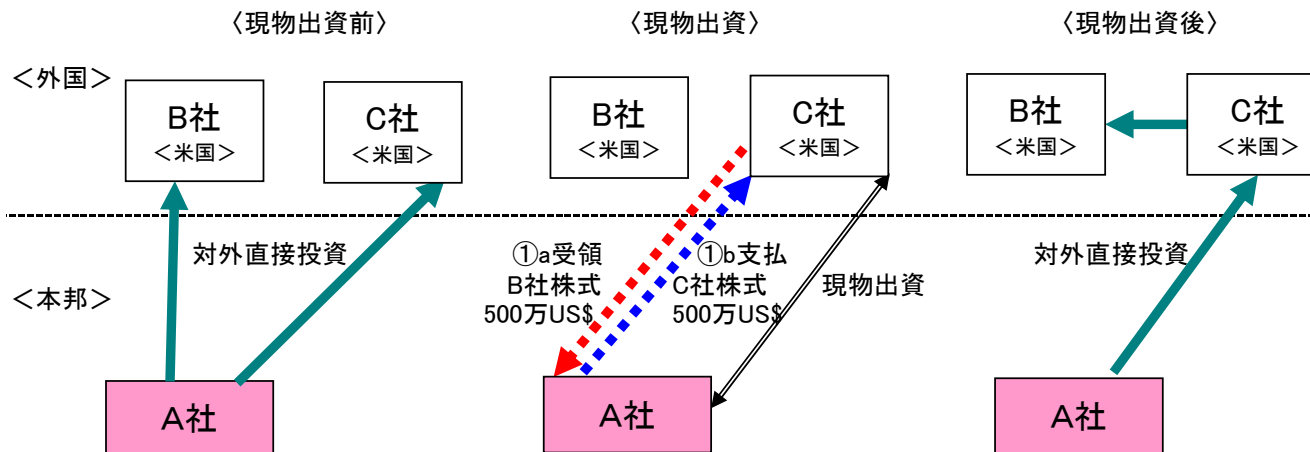 〈現物出資前〉
〈現物出資〉
〈現物出資後〉
＜外国＞
B社
＜米国＞
C社
＜米国＞
B社
＜米国＞
C社
＜米国＞
B社
＜米国＞
C社
＜米国＞
対外直接投資
①a受領
B社株式
500万US$
①b支払
C社株式
500万US$
現物出資
対外直接投資
＜本邦＞
A社
A社
A社